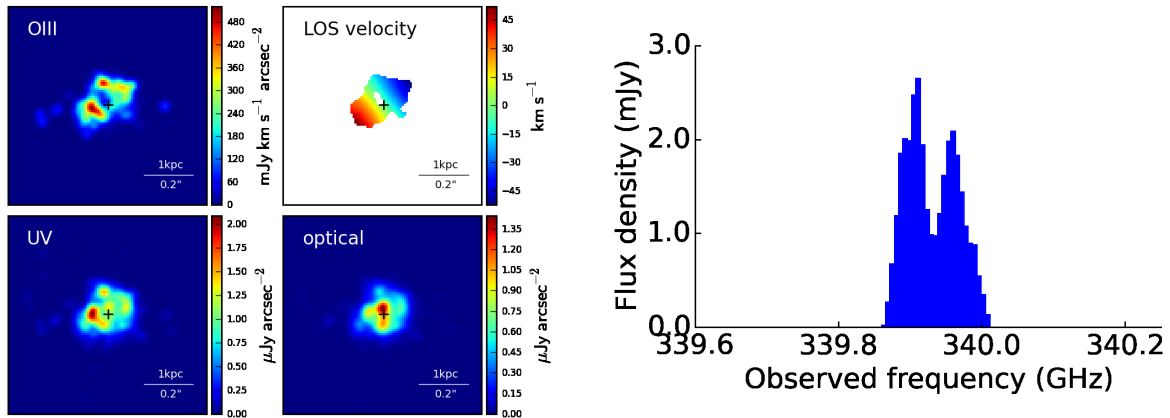 OIII
1kpc
0.2"
480
420
360
300
240
180
120
60
0
mJy km s⁻¹ arcsec⁻²
LOS velocity
1kpc
0.2"
45
30
15
0
−15
−30
−45
km s⁻¹
UV
1kpc
0.2"
2.00
1.75
1.50
1.25
1.00
0.75
0.50
0.25
0.00
μJy arcsec⁻²
optical
1kpc
0.2"
1.35
1.20
1.05
0.90
0.75
0.60
0.45
0.30
0.15
0.00
μJy arcsec⁻²
Flux density (mJy)
3.0
2.0
1.0
0.0
339.6 339.8 340.0 340.2
Observed frequency (GHz)